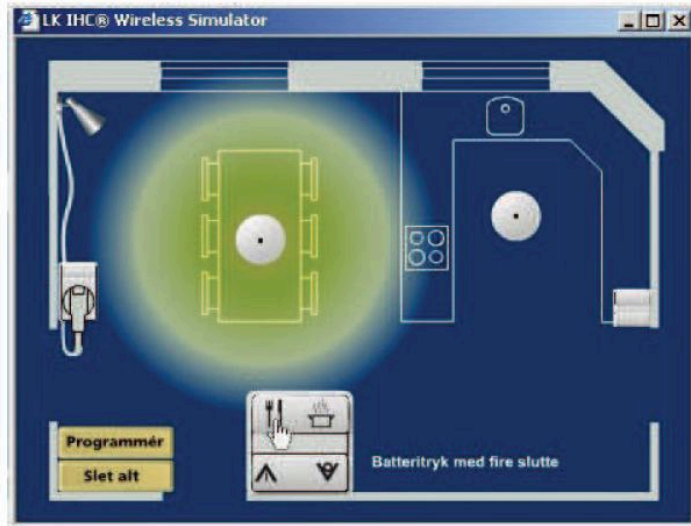 LK IHC® Wireless Simulator
Programmér
Slet alt
Batteritryk med fire slutte